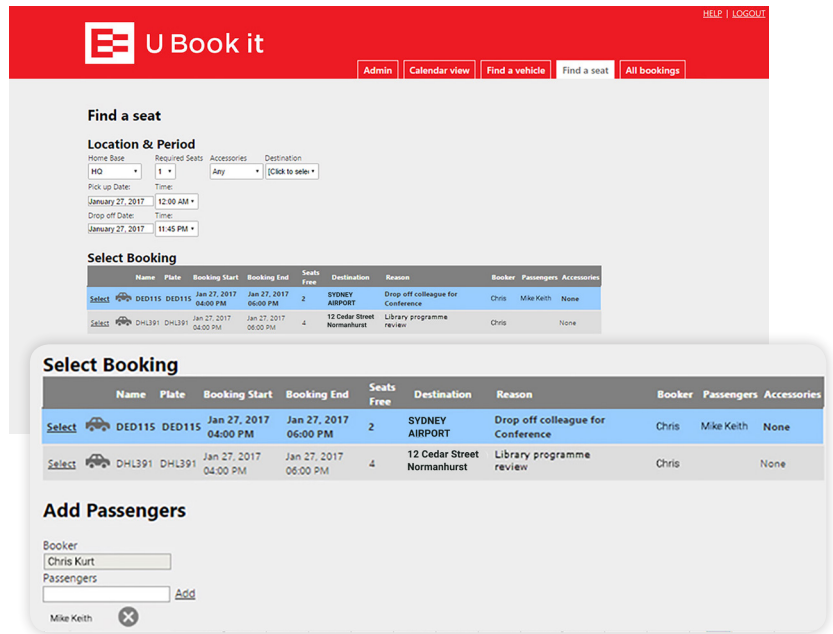 HELP | LOGOUT
U Book it
Admin Calendar view Find a vehicle Find a seat All bookings
Find a seat
Location & Period
Home Base Required Seats Accessories Destination
HQ 1 Any [Click to selec
Pick up Date: Time:
January 27, 2017 12:00 AM
Drop off Date: Time:
January 27, 2017 11:45 PM
Select Booking
Name Plate Booking Start Booking End Seats Free Destination Reason Booker Passengers Accessories
Select DED115 DED115 Jan 27, 2017 04:00 PM Jan 27, 2017 06:00 PM 2 SYDNEY AIRPORT Drop off colleague for Conference Chris Mike Keith None
Select DHL391 DHL391 Jan 27, 2017 04:00 PM Jan 27, 2017 06:00 PM 4 12 Cedar Street Normanhurst Library programme review Chris None
Select Booking
Name Plate Booking Start Booking End Seats Free Destination Reason Booker Passengers Accessories
Select DED115 DED115 Jan 27, 2017 04:00 PM Jan 27, 2017 06:00 PM 2 SYDNEY AIRPORT Drop off colleague for Conference Chris Mike Keith None
Select DHL391 DHL391 Jan 27, 2017 04:00 PM Jan 27, 2017 06:00 PM 4 12 Cedar Street Normanhurst Library programme review Chris None
Add Passengers
Booker
Chris Kurt
Passengers
Add
Mike Keith